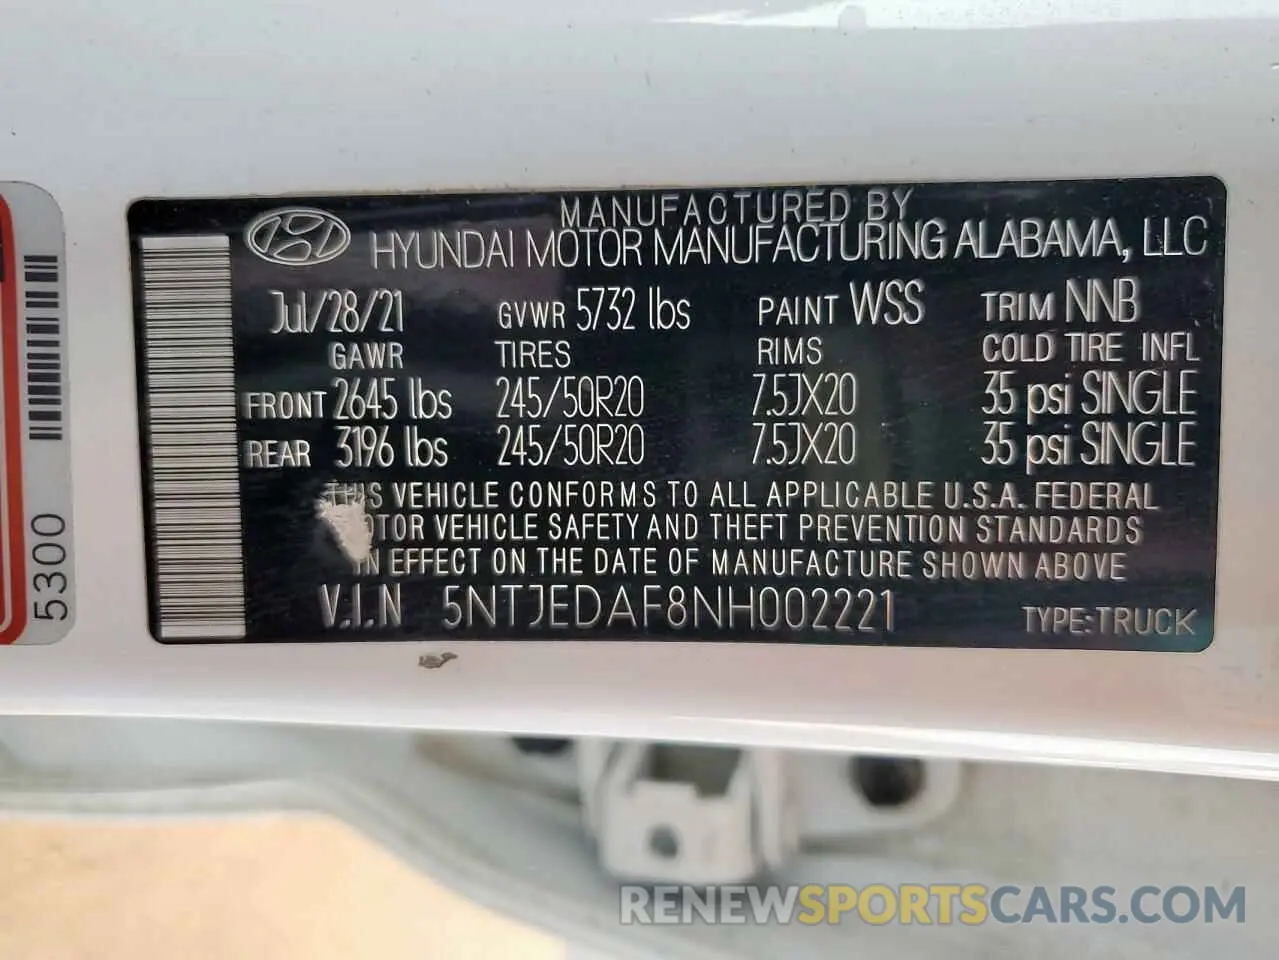 MANUFACTURED BY
HYUNDAI MOTOR MANUFACTURING ALABAMA, LLC
Jul/28/21 GVWR 5732 lbs PAINT WSS TRIM NNB
GAWR TIRES RIMS COLD TIRE INFL
FRONT 2645 lbs 245/50R20 7.5JX20 35 psi SINGLE
REAR 3196 lbs 245/50R20 7.5JX20 35 psi SINGLE
THIS VEHICLE CONFORMS TO ALL APPLICABLE U.S.A. FEDERAL
OTOR VEHICLE SAFETY AND THEFT PREVENTION STANDARDS
IN EFFECT ON THE DATE OF MANUFACTURE SHOWN ABOVE
V.I.N 5NTJEDAF8NH002221 TYPE:TRUCK
5300
RENEWSPORTSCARS.COM